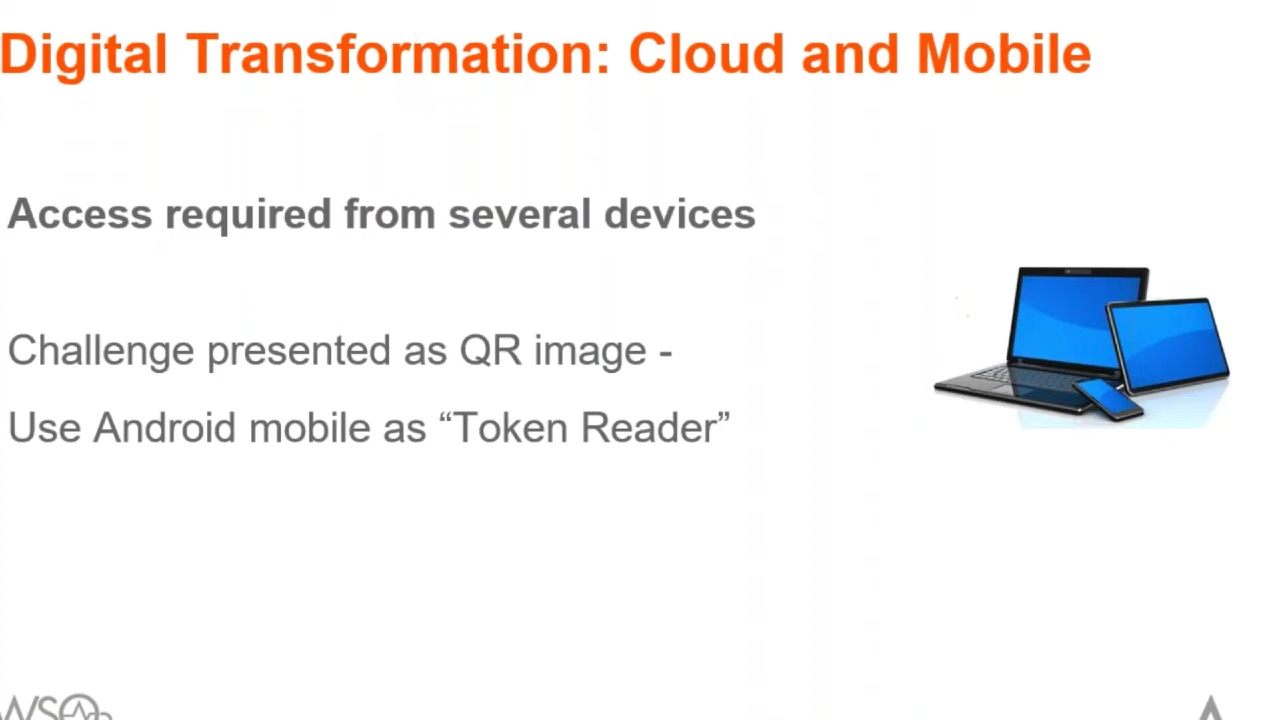 Digital Transformation: Cloud and Mobile
Access required from several devices
Challenge presented as QR image -
Use Android mobile as “Token Reader”